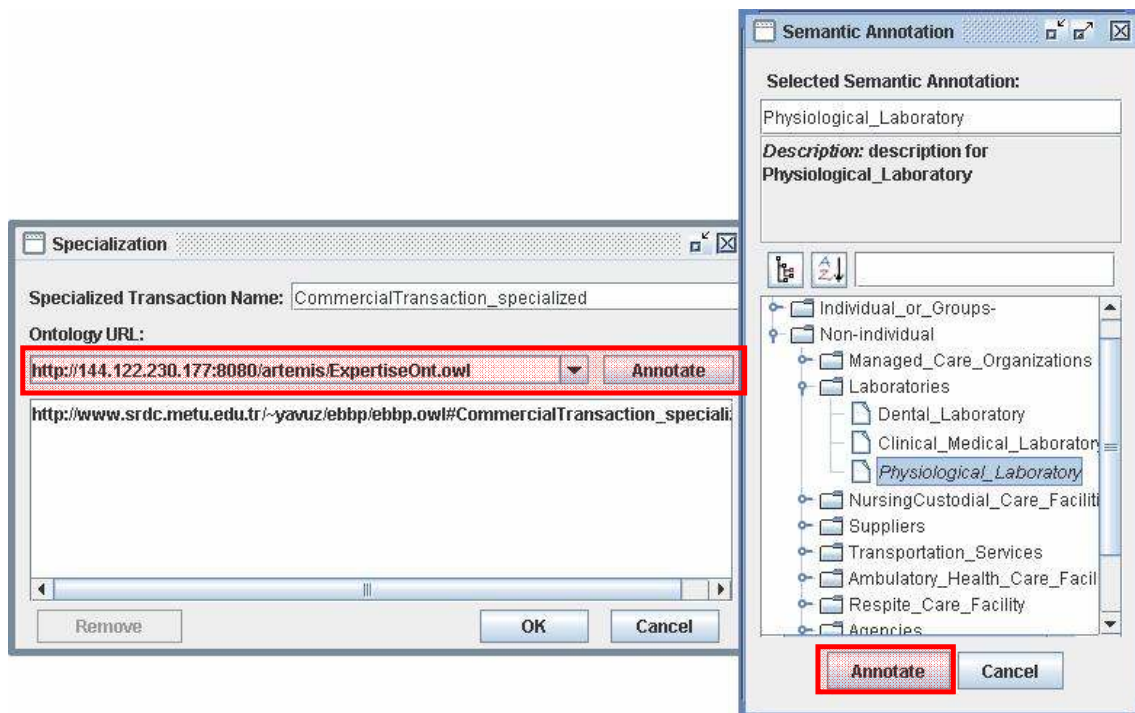 Specialization
Specialized Transaction Name: CommercialTransaction_specialized
Ontology URL:
http://144.122.230.177:8080/artemis/ExpertiseOnt.owl Annotate
http://www.srdc.metu.edu.tr/~yavuz/ebbp/ebbp.owl#CommercialTransaction_speciali
Remove OK Cancel
Semantic Annotation
Selected Semantic Annotation:
Physiological_Laboratory
Description: description for
Physiological_Laboratory
A
Z
Individual_or_Groups-
Non-individual
Managed_Care_Organizations
Laboratories
Dental_Laboratory
Clinical_Medical_Laboratory
Physiological_Laboratory
NursingCustodial_Care_Faciliti
Suppliers
Transportation_Services
Ambulatory_Health_Care_Facil
Respite_Care_Facility
Agencies
Annotate Cancel